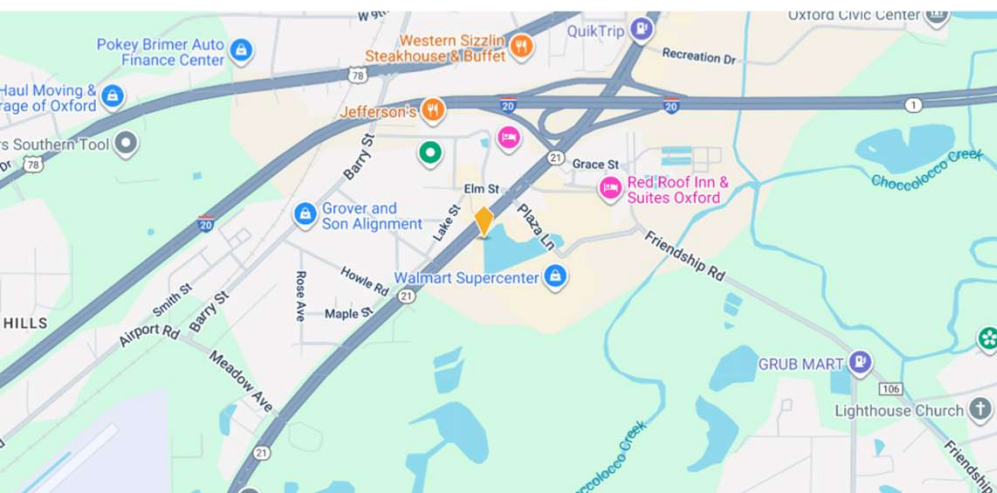 W 9th
Oxford Civic Center
QuikTrip
Pokey Brimer Auto
Finance Center
Western Sizzlin
Steakhouse & Buffet
Recreation Dr
78
Haul Moving &
rage of Oxford
Jefferson's
20
20
1
rs Southern Tool
Barry St
21
Grace St
Choccolocco Creek
Dr
78
Elm St
Red Roof Inn &
Suites Oxford
20
Grover and
Son Alignment
Lake St
Plaza Ln
Friendship Rd
Walmart Supercenter
Rose Ave
Howle Rd
21
Smith St
Barry St
Maple St
HILLS
Airport Rd
Meadow Ave
GRUB MART
106
Lighthouse Church
21
occolocco Creek
Friendship